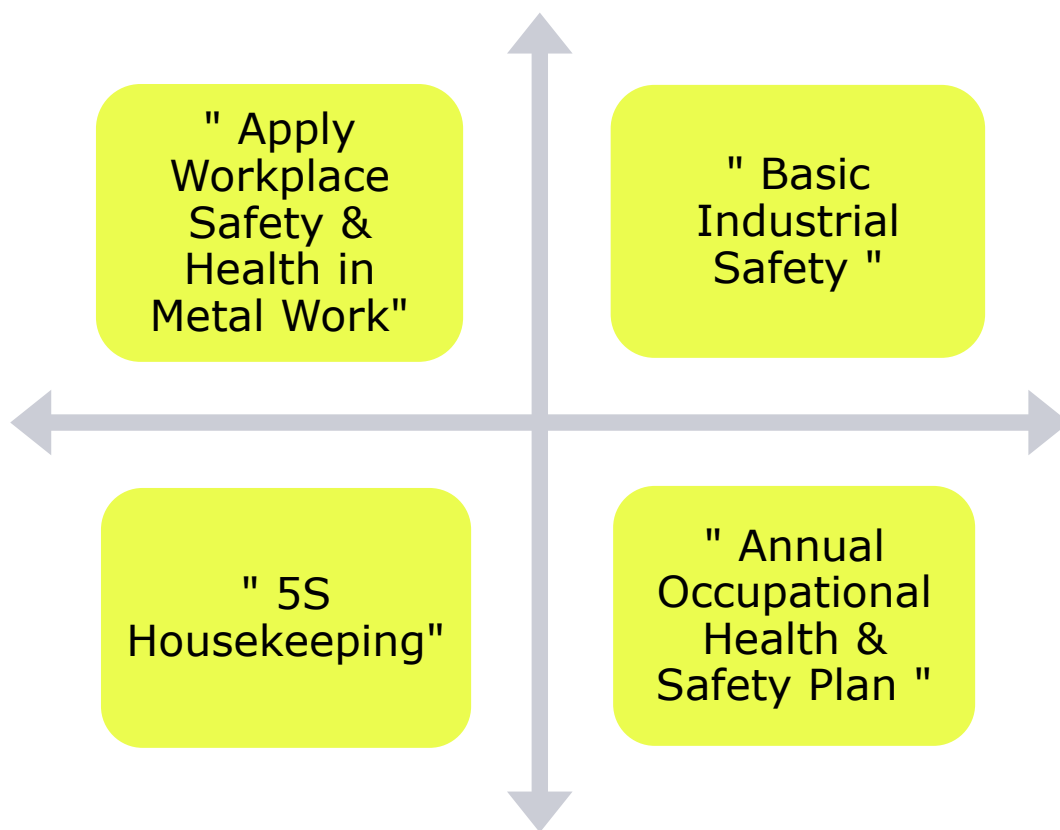 " Apply
Workplace
Safety &
Health in
Metal Work"
" Basic
Industrial
Safety "
" 5S
Housekeeping"
" Annual
Occupational
Health &
Safety Plan "